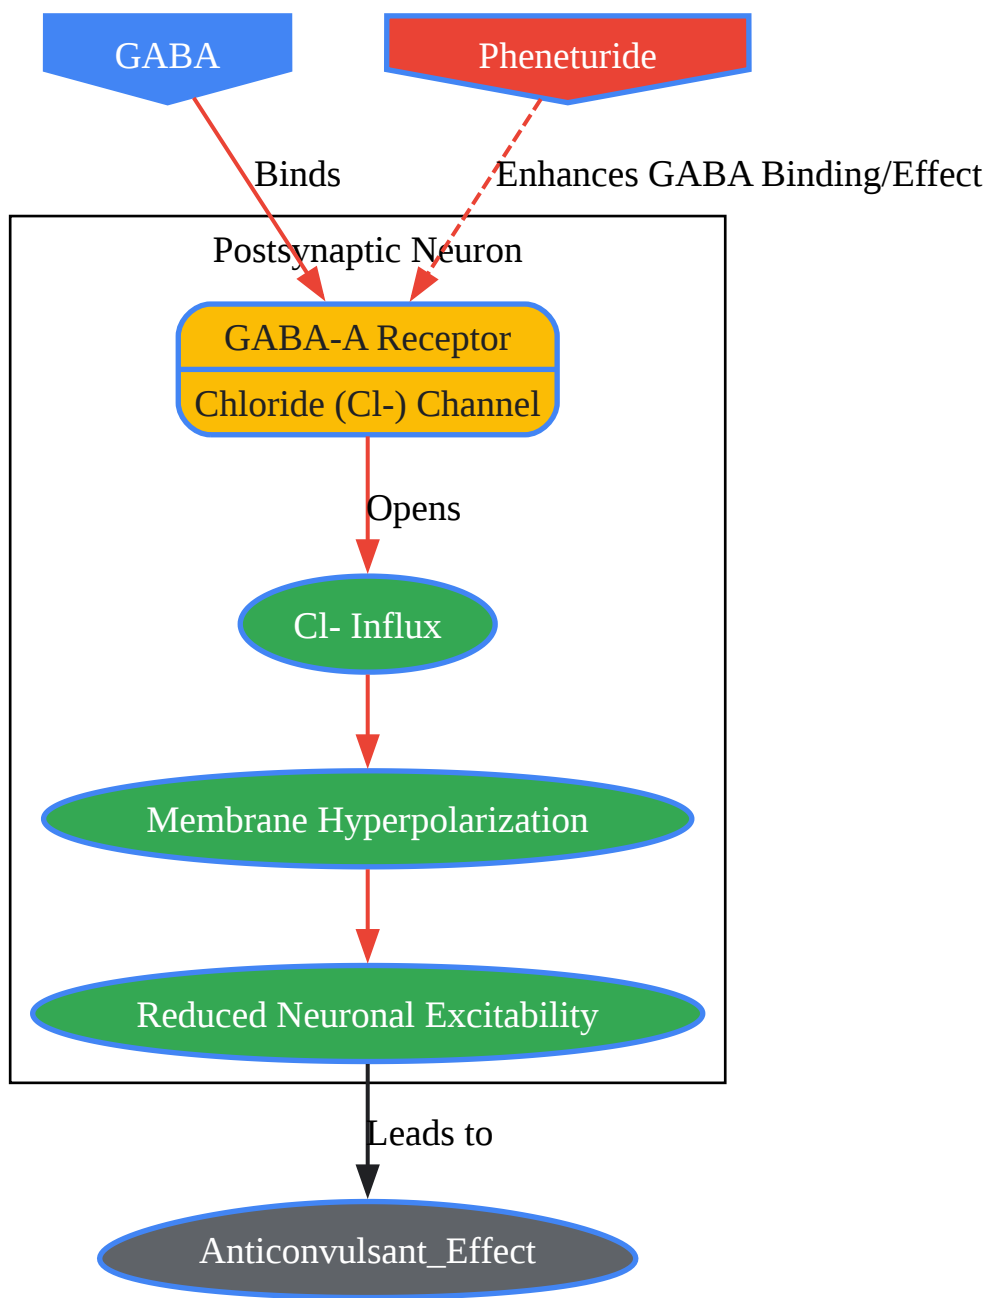 GABA
Pheneturide
Binds
Enhances GABA Binding/Effect
Postsynaptic Neuron
GABA-A Receptor
Chloride (Cl-) Channel
Opens
Cl- Influx
Membrane Hyperpolarization
Reduced Neuronal Excitability
Leads to
Anticonvulsant_Effect